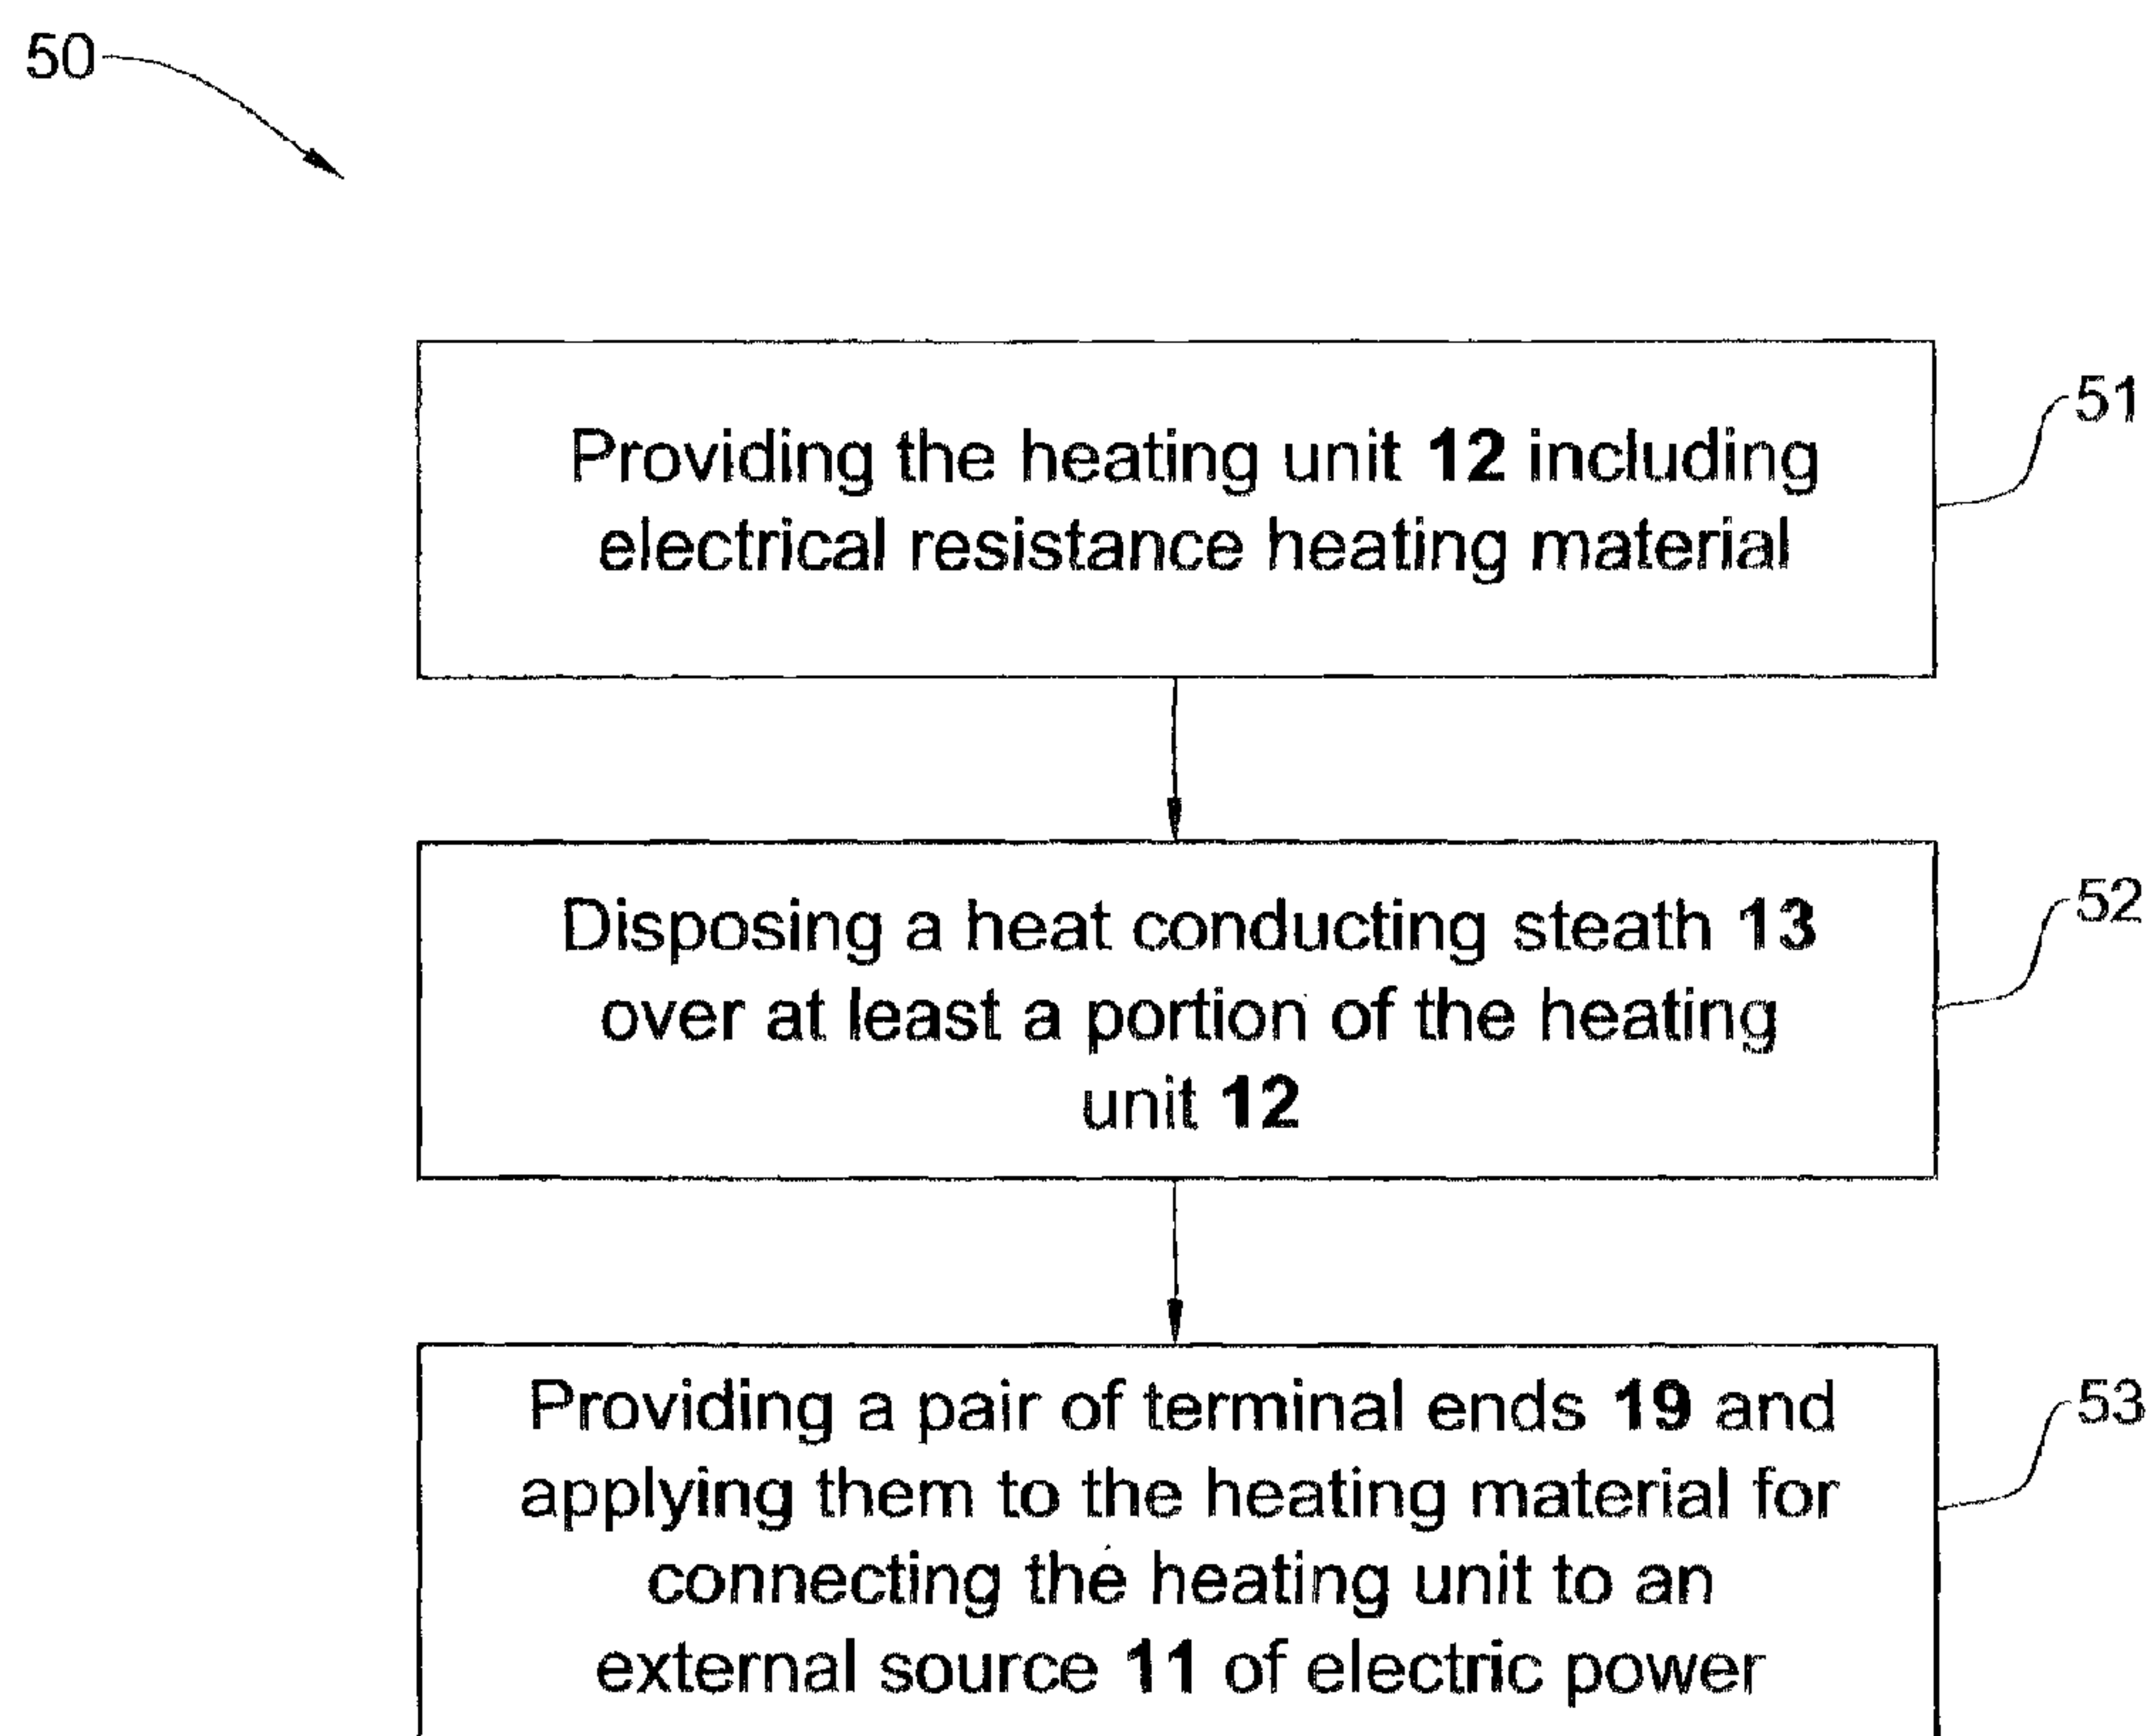 50
51
Providing the heating unit 12 including
electrical resistance heating material
52
Disposing a heat conducting steath 13
over at least a portion of the heating
unit 12
53
Providing a pair of terminal ends 19 and
applying them to the heating material for
connecting the heating unit to an
external source 11 of electric power